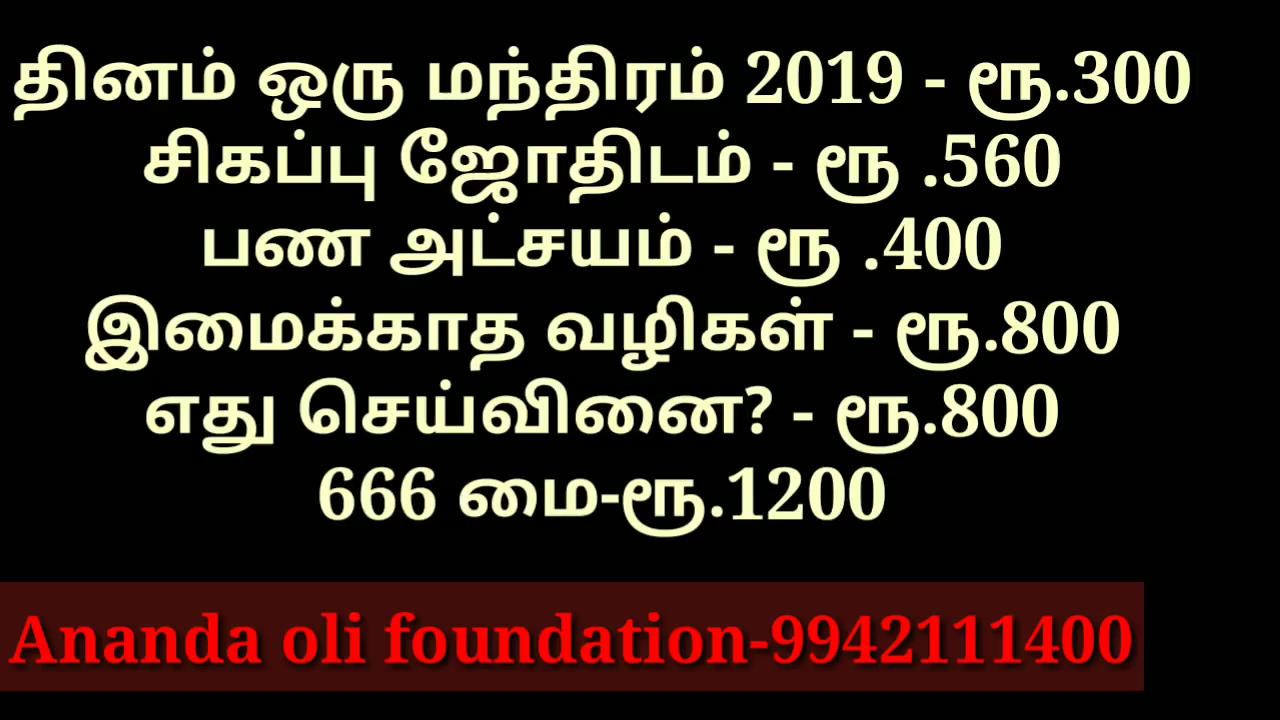 தினம் ஒரு மந்திரம் 2019 - ரூ.300
சிகப்பு ஜோதிடம் - ரூ .560
பண அட்சயம் - ரூ .400
இமைக்காத வழிகள் - ரூ.800
எது செய்வினை? - ரூ.800
666 மை-ரூ.1200
Ananda oli foundation-9942111400